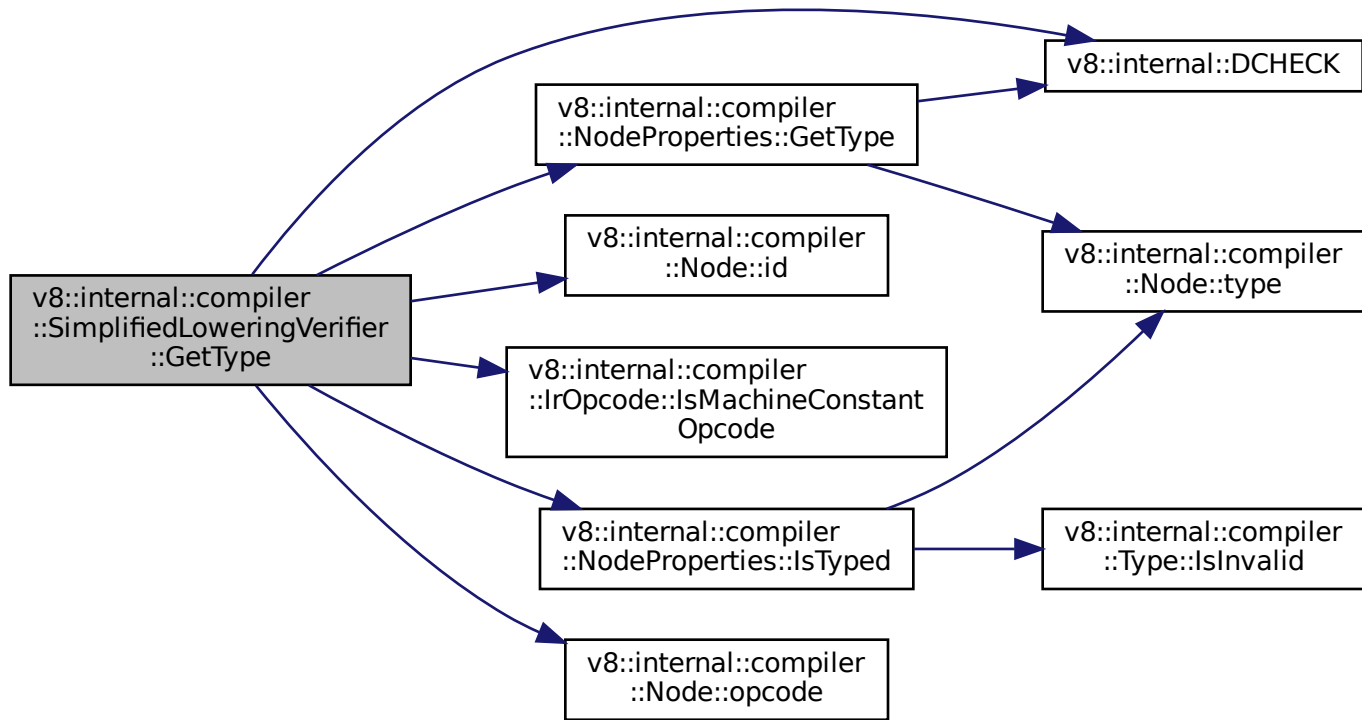 v8::internal::DCHECK
v8::internal::compiler
::NodeProperties::GetType
v8::internal::compiler
::Node::id
v8::internal::compiler
::Node::type
v8::internal::compiler
::SimplifiedLoweringVerifier
::GetType
v8::internal::compiler
::IrOpcode::IsMachineConstant
Opcode
v8::internal::compiler
::NodeProperties::IsTyped
v8::internal::compiler
::Type::IsInvalid
v8::internal::compiler
::Node::opcode